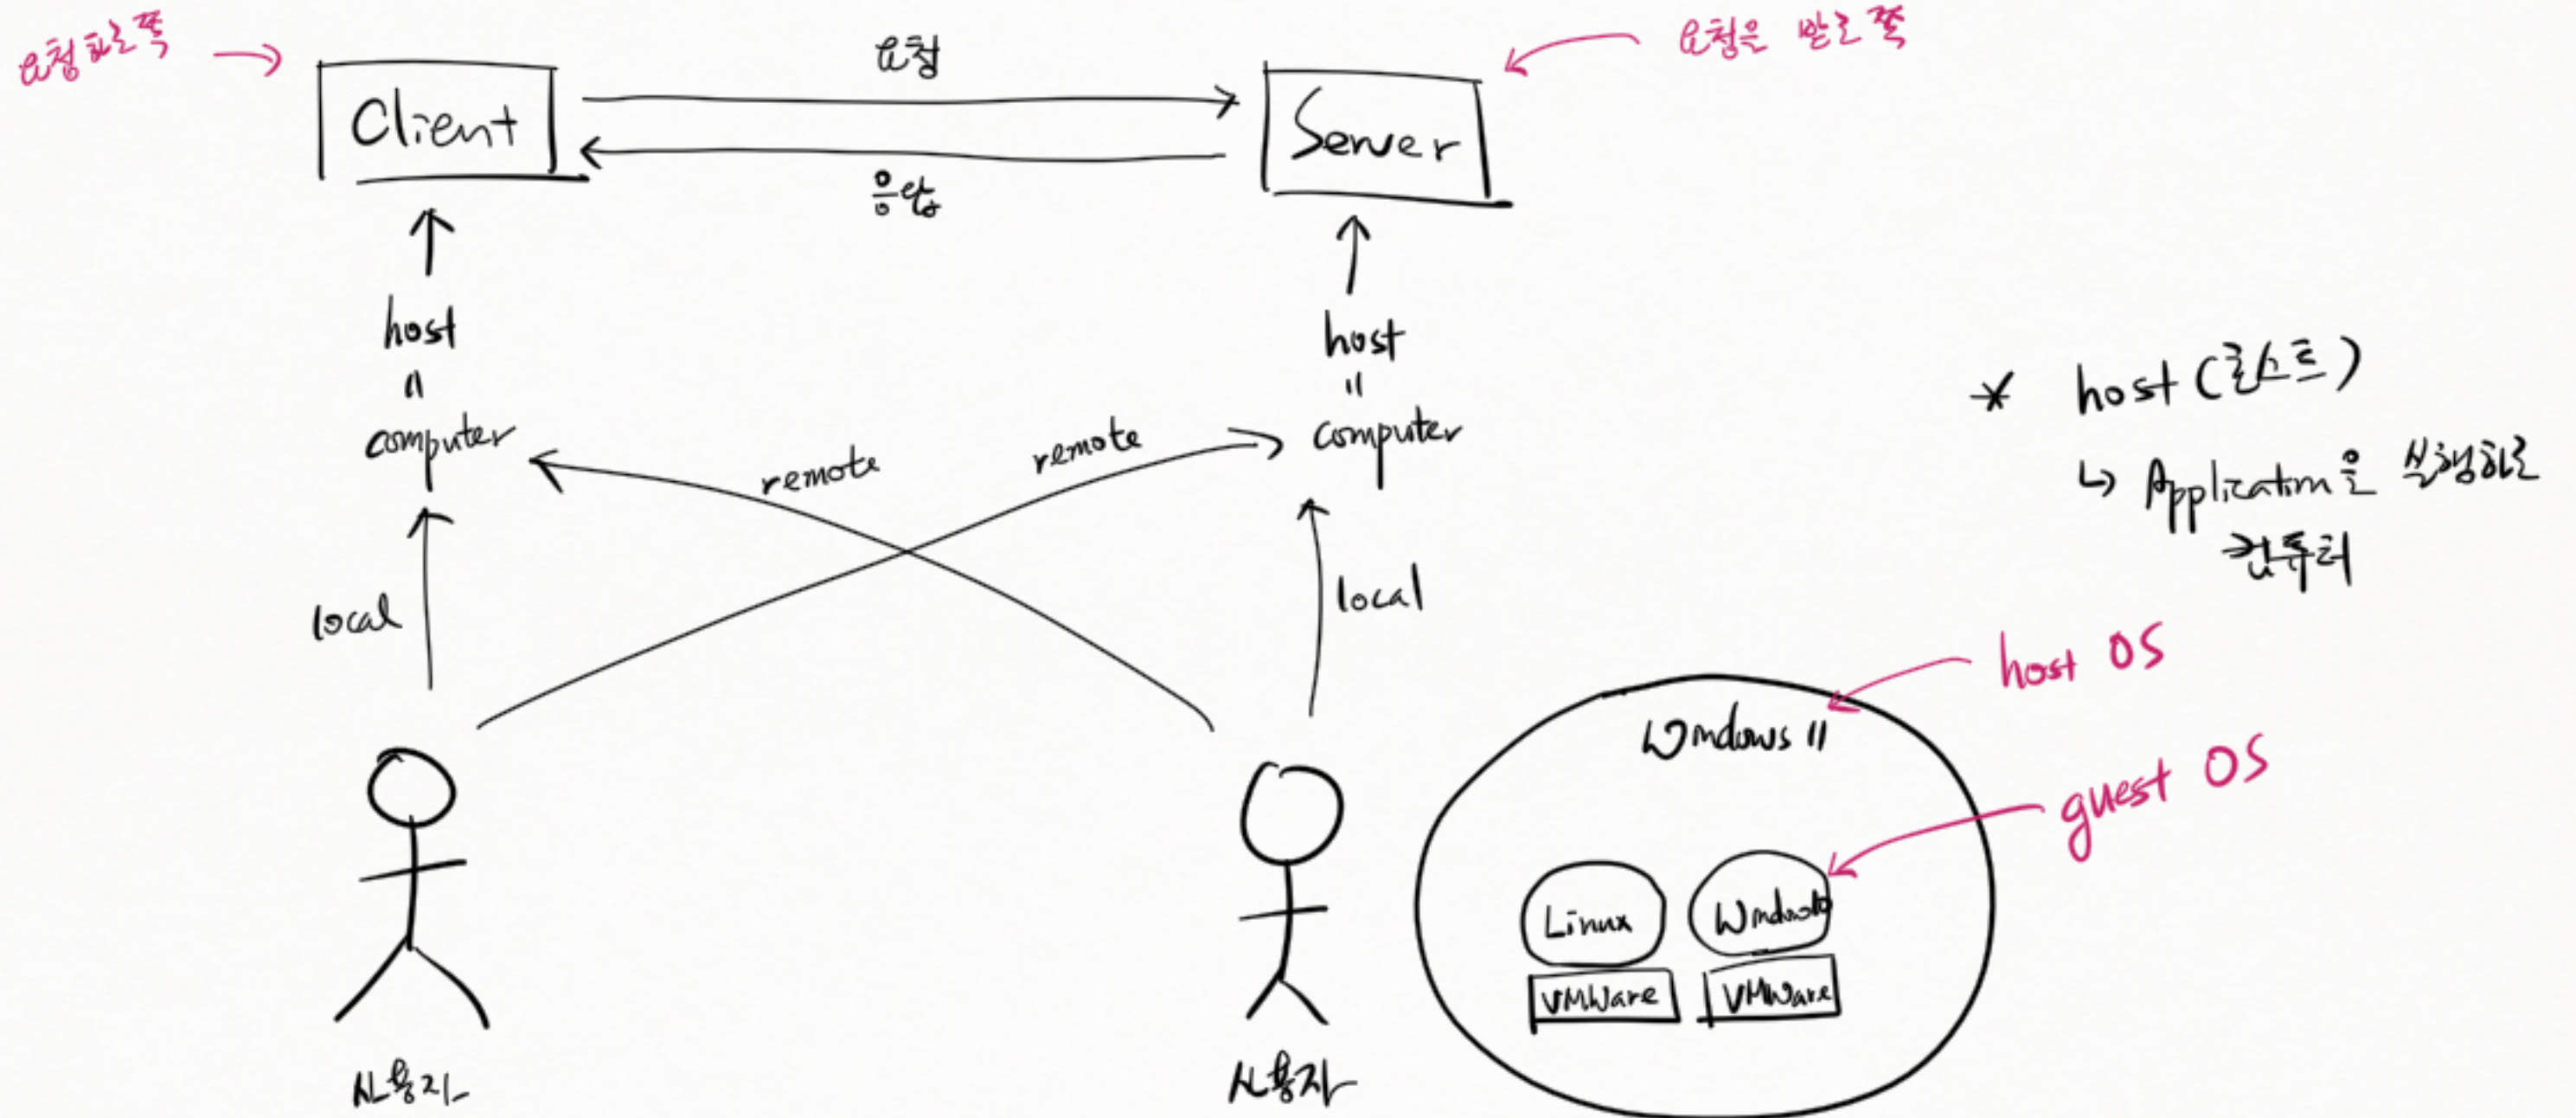 요청하는쪽
요청
요청을 받는쪽
Client
Server
응답
host
host
=
=
computer
computer
remote
remote
local
local
사용자
사용자
* host (호스트)
↳ Application을 실행하는
컴퓨터
host OS
Windows 11
guest OS
Linux
Windows10
VMWare
VMWare